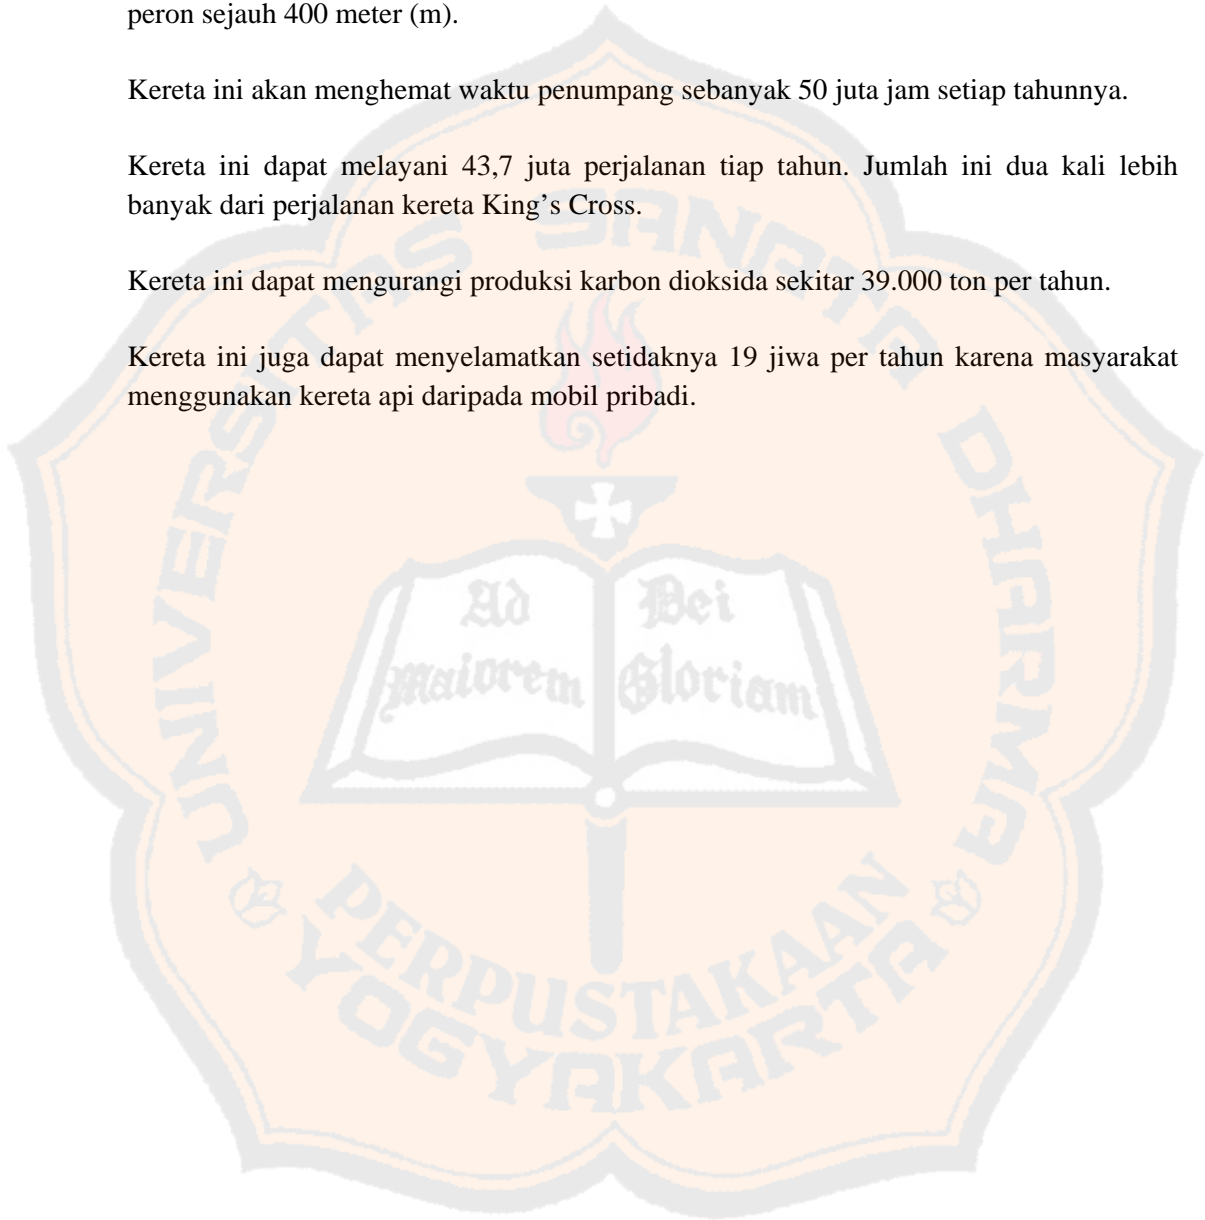 peron sejauh 400 meter (m).
Kereta ini akan menghemat waktu penumpang sebanyak 50 juta jam setiap tahunnya.
Kereta ini dapat melayani 43,7 juta perjalanan tiap tahun. Jumlah ini dua kali lebih
banyak dari perjalanan kereta King’s Cross.
Kereta ini dapat mengurangi produksi karbon dioksida sekitar 39.000 ton per tahun.
Kereta ini juga dapat menyelamatkan setidaknya 19 jiwa per tahun karena masyarakat
menggunakan kereta api daripada mobil pribadi.
UNIVERSITAS SANATA DHARMA
Ad
maiorem
Dei
Gloriam
PERPUSTAKAAN
YOGYAKARTA